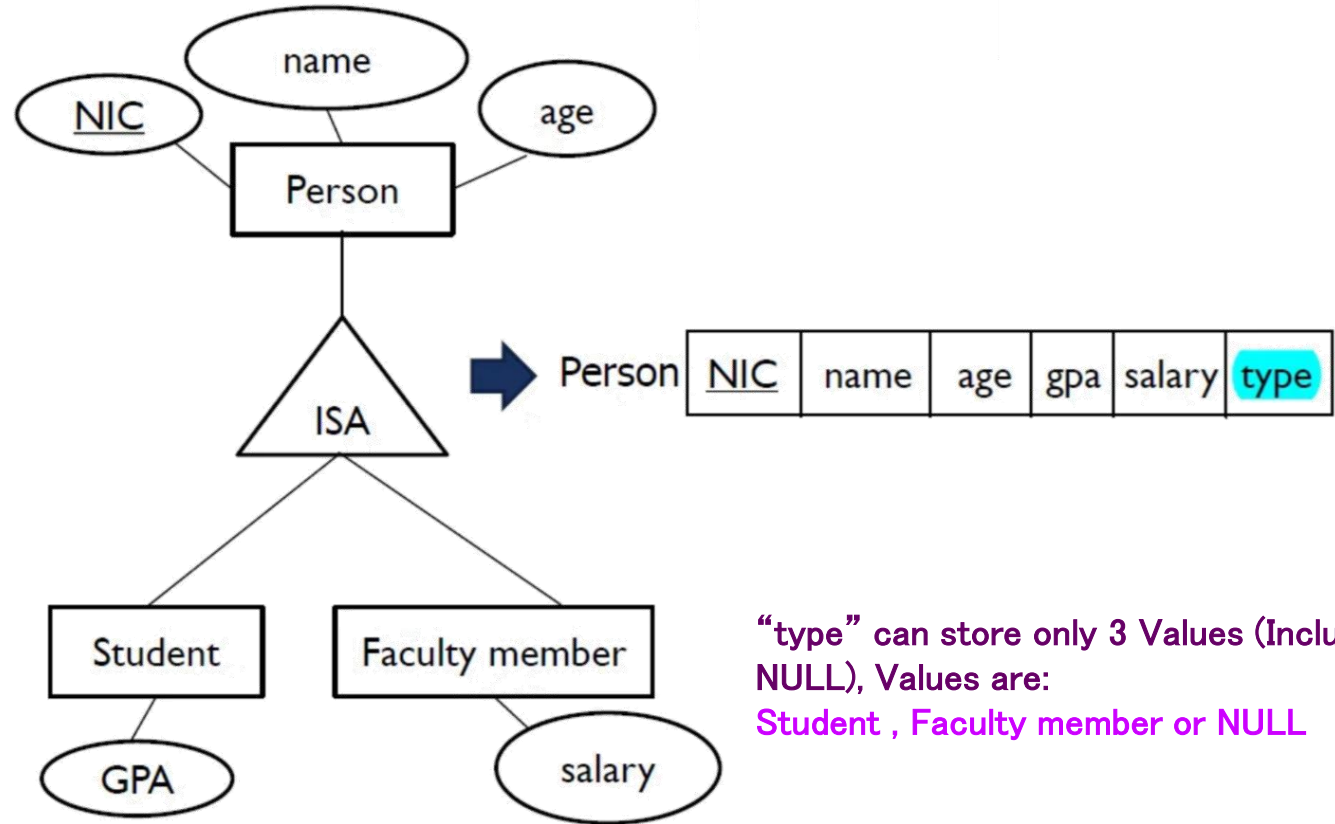 name
NIC
age
Person
ISA
Person NIC name age gpa salary type
Student
Faculty member
GPA
salary
“type” can store only 3 Values (Inclu
NULL), Values are:
Student , Faculty member or NULL